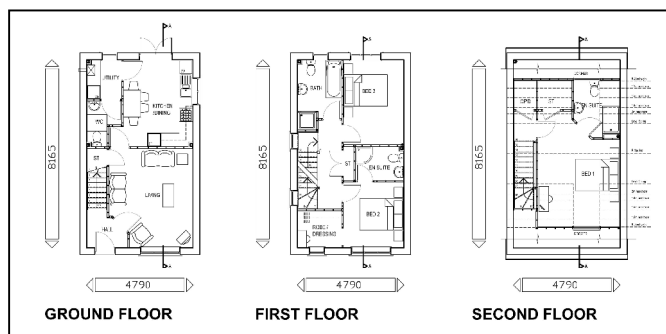 A
A
A
UTILITY
KITCHEN
DINING
WC
ST
LIVING
HALL
A
8165
4790
GROUND FLOOR
BATH
BED 3
ST
EN SUITE
BED 2
ROBE /
DRESSING
A
8165
4790
FIRST FLOOR
CPB
ST
EN SUITE
BED 1
A
8165
4790
SECOND FLOOR